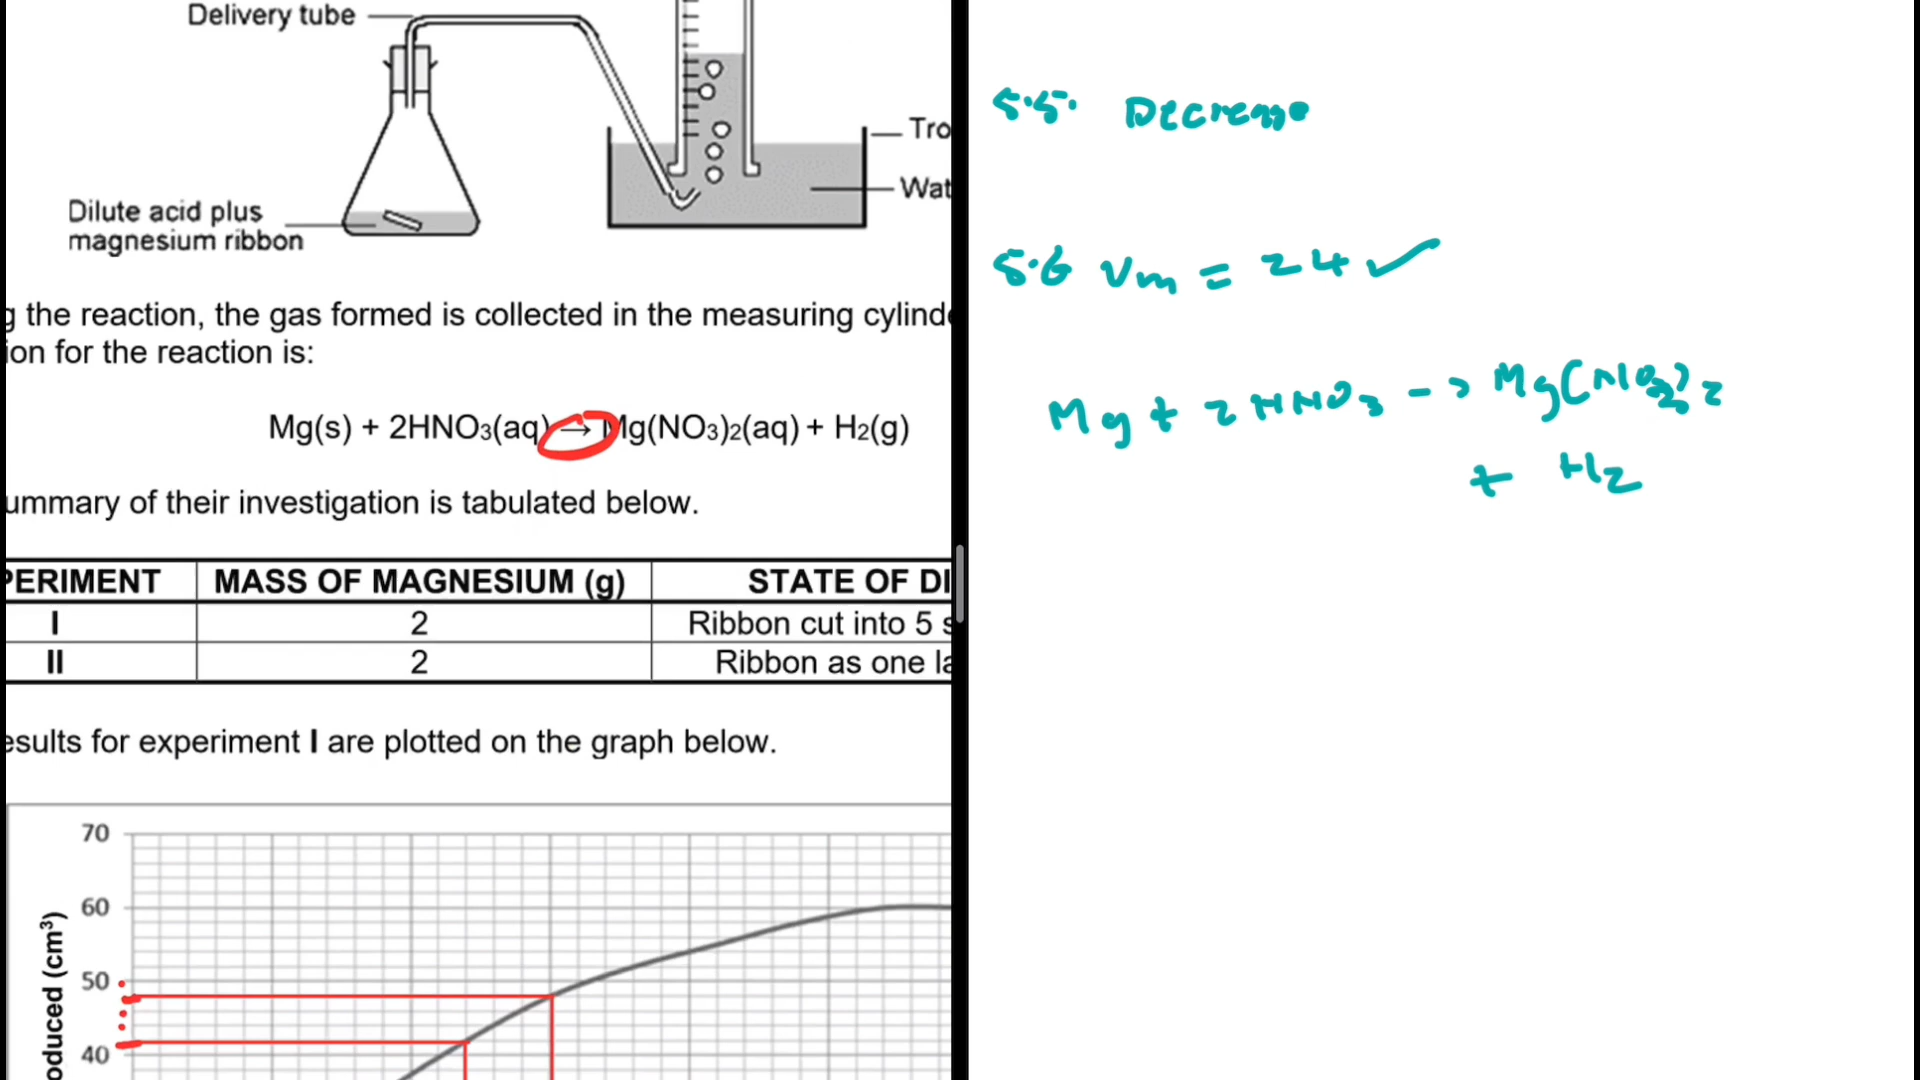 Delivery tube
Tro
Wat
Dilute acid plus
magnesium ribbon
g the reaction, the gas formed is collected in the measuring cylind
ion for the reaction is:
Mg(s) + 2HNO₃(aq) → Mg(NO₃)₂(aq) + H₂(g)
ummary of their investigation is tabulated below.
PERIMENT MASS OF MAGNESIUM (g) STATE OF DI
I 2 Ribbon cut into 5 s
II 2 Ribbon as one la
esults for experiment I are plotted on the graph below.
70
60
50
40
oduced (cm³)
5.5. Decrease
5.6 Vm = 24 ✓
Mg + 2HNO3 -> Mg(NO3)2
+ H2